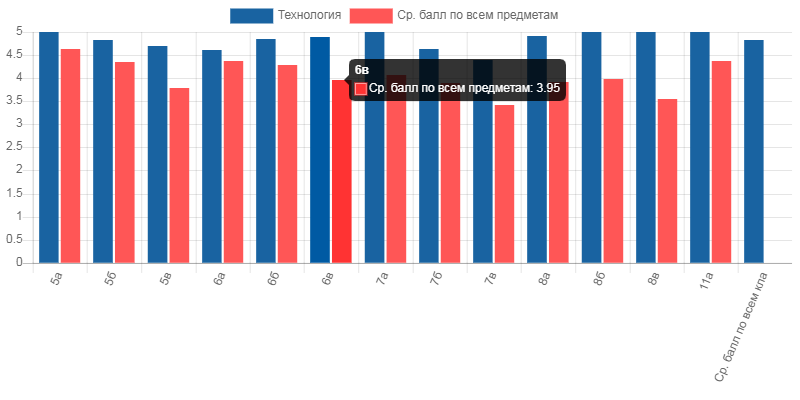 Технология Ср. балл по всем предметам
5
4.5
4
3.5
3
2.5
2
1.5
1
0.5
0
6в
Ср. балл по всем предметам: 3.95
5а 5б 5в 6а 6б 6в 7а 7б 7в 8а 8б 8в 11а Ср. балл по всем кла